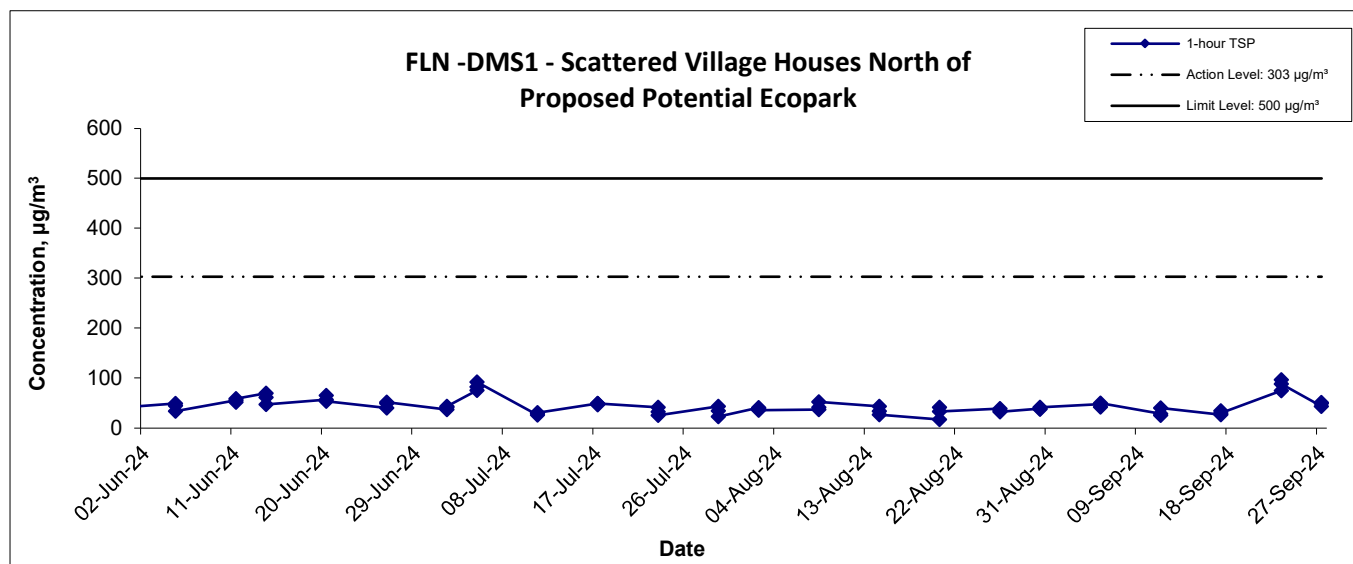 FLN -DMS1 - Scattered Village Houses North of
Proposed Potential Ecopark
1-hour TSP
Action Level: 303 µg/m³
Limit Level: 500 µg/m³
Concentration, µg/m³
600
500
400
300
200
100
0
02-Jun-24
11-Jun-24
20-Jun-24
29-Jun-24
08-Jul-24
17-Jul-24
26-Jul-24
04-Aug-24
13-Aug-24
22-Aug-24
31-Aug-24
09-Sep-24
18-Sep-24
27-Sep-24
Date